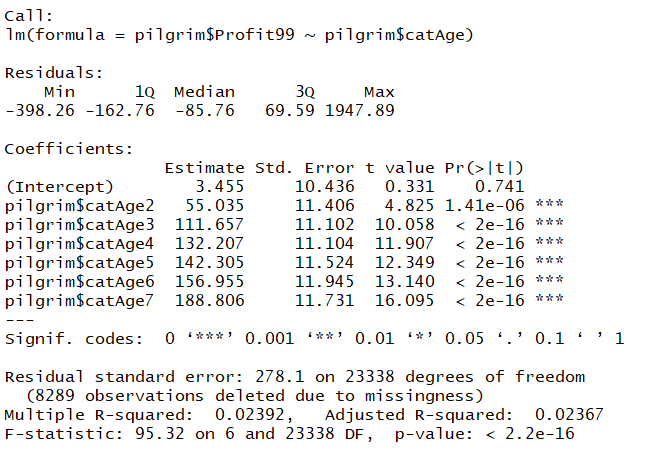 Call:
lm(formula = pilgrim$Profit99 ~ pilgrim$catAge)
Residuals:
    Min      1Q  Median      3Q     Max
-398.26 -162.76  -85.76   69.59 1947.89
Coefficients:
                Estimate Std. Error t value Pr(>|t|)
(Intercept)        3.455     10.436   0.331    0.741
pilgrim$catAge2   55.035     11.406   4.825 1.41e-06 ***
pilgrim$catAge3  111.657     11.102  10.058  < 2e-16 ***
pilgrim$catAge4  132.207     11.104  11.907  < 2e-16 ***
pilgrim$catAge5  142.305     11.524  12.349  < 2e-16 ***
pilgrim$catAge6  156.955     11.945  13.140  < 2e-16 ***
pilgrim$catAge7  188.806     11.731  16.095  < 2e-16 ***
---
Signif. codes:  0 ‘***’ 0.001 ‘**’ 0.01 ‘*’ 0.05 ‘.’ 0.1 ‘ ’ 1
Residual standard error: 278.1 on 23338 degrees of freedom
  (8289 observations deleted due to missingness)
Multiple R-squared:  0.02392,   Adjusted R-squared:  0.02367
F-statistic: 95.32 on 6 and 23338 DF,  p-value: < 2.2e-16